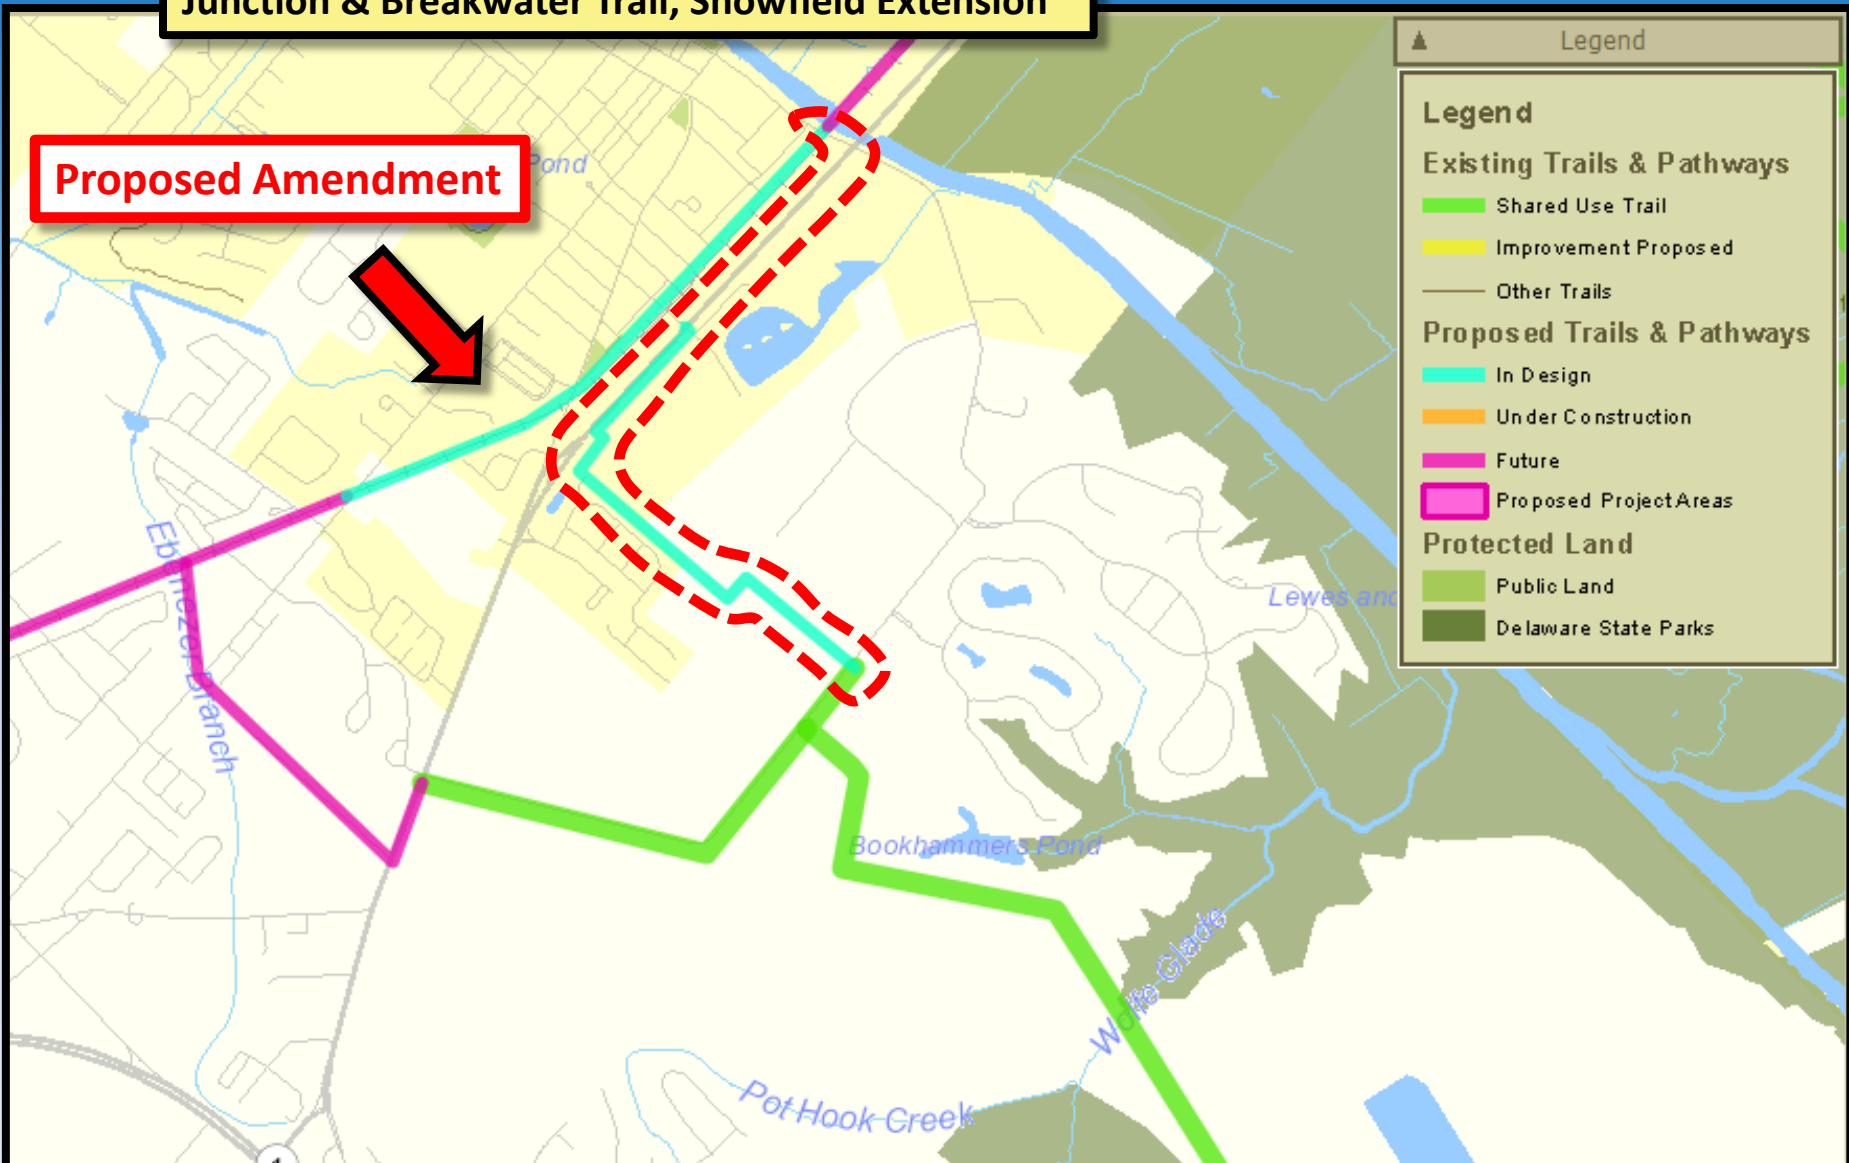 Junction & Breakwater Trail, Showfield Extension
Proposed Amendment
Pond
Legend
Legend
Existing Trails & Pathways
Shared Use Trail
Improvement Proposed
Other Trails
Proposed Trails & Pathways
In Design
Under Construction
Future
Proposed Project Areas
Protected Land
Public Land
Delaware State Parks
Lewes and
Ebenezer Branch
Bookhammers Pond
Wolfe Glade
Pot Hook Creek
1